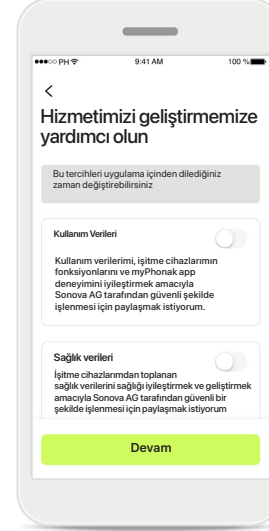 PH 9:41 AM 100 %
Hizmetimizi geliştirmemize
yardımcı olun
Bu tercihleri uygulama içinden dilediğiniz
zaman değiştirebilirsiniz
Kullanım Verileri
Kullanım verilerimi, işitme cihazlarımın
fonksiyonlarını ve myPhonak app
deneyimini iyileştirmek amacıyla
Sonova AG tarafından güvenli şekilde
işlenmesi için paylaşmak istiyorum.
Sağlık verileri
İşitme cihazlarımdan toplanan
sağlık verilerini sağlığı iyileştirmek ve geliştirmek
amacıyla Sonova AG tarafından güvenli bir
şekilde işlenmesi için paylaşmak istiyorum
Devam